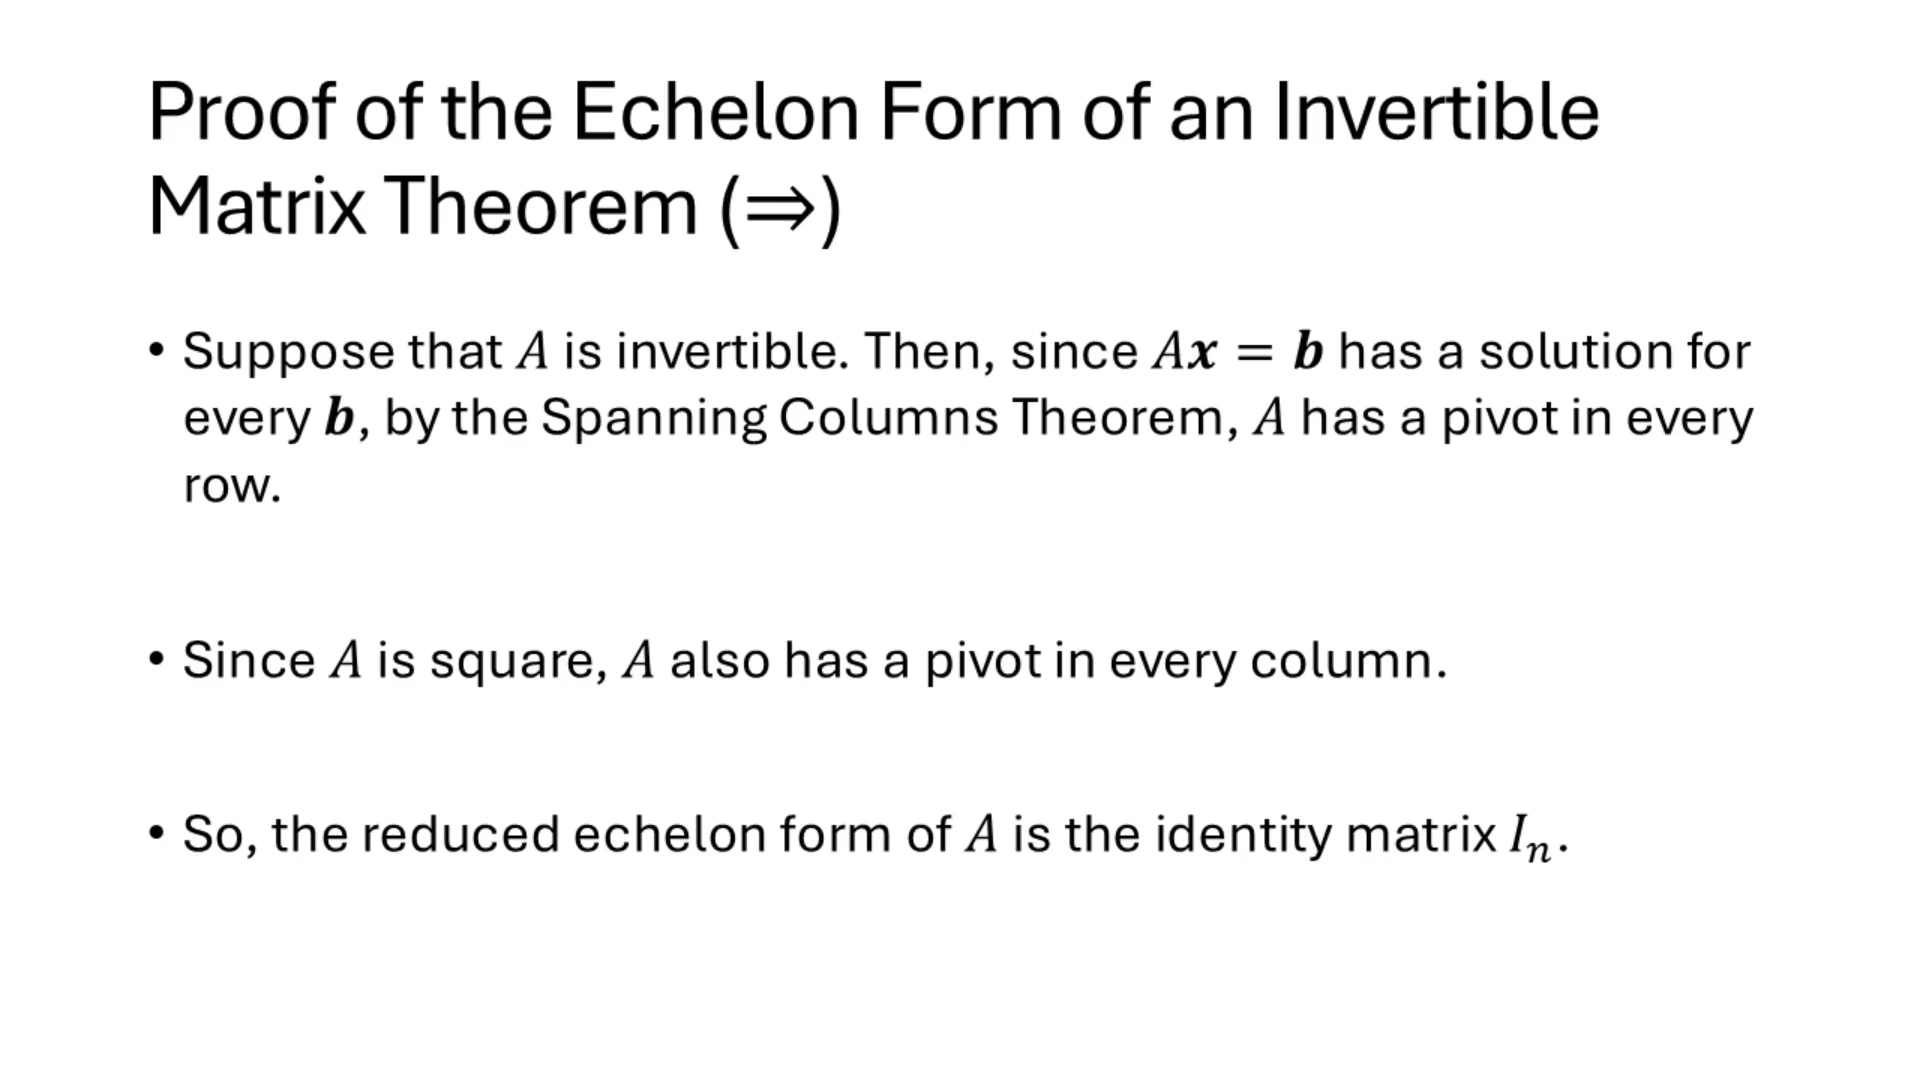 Proof of the Echelon Form of an Invertible
Matrix Theorem (⇒)
• Suppose that A is invertible. Then, since Ax = b has a solution for
every b, by the Spanning Columns Theorem, A has a pivot in every
row.
• Since A is square, A also has a pivot in every column.
• So, the reduced echelon form of A is the identity matrix Iₙ.